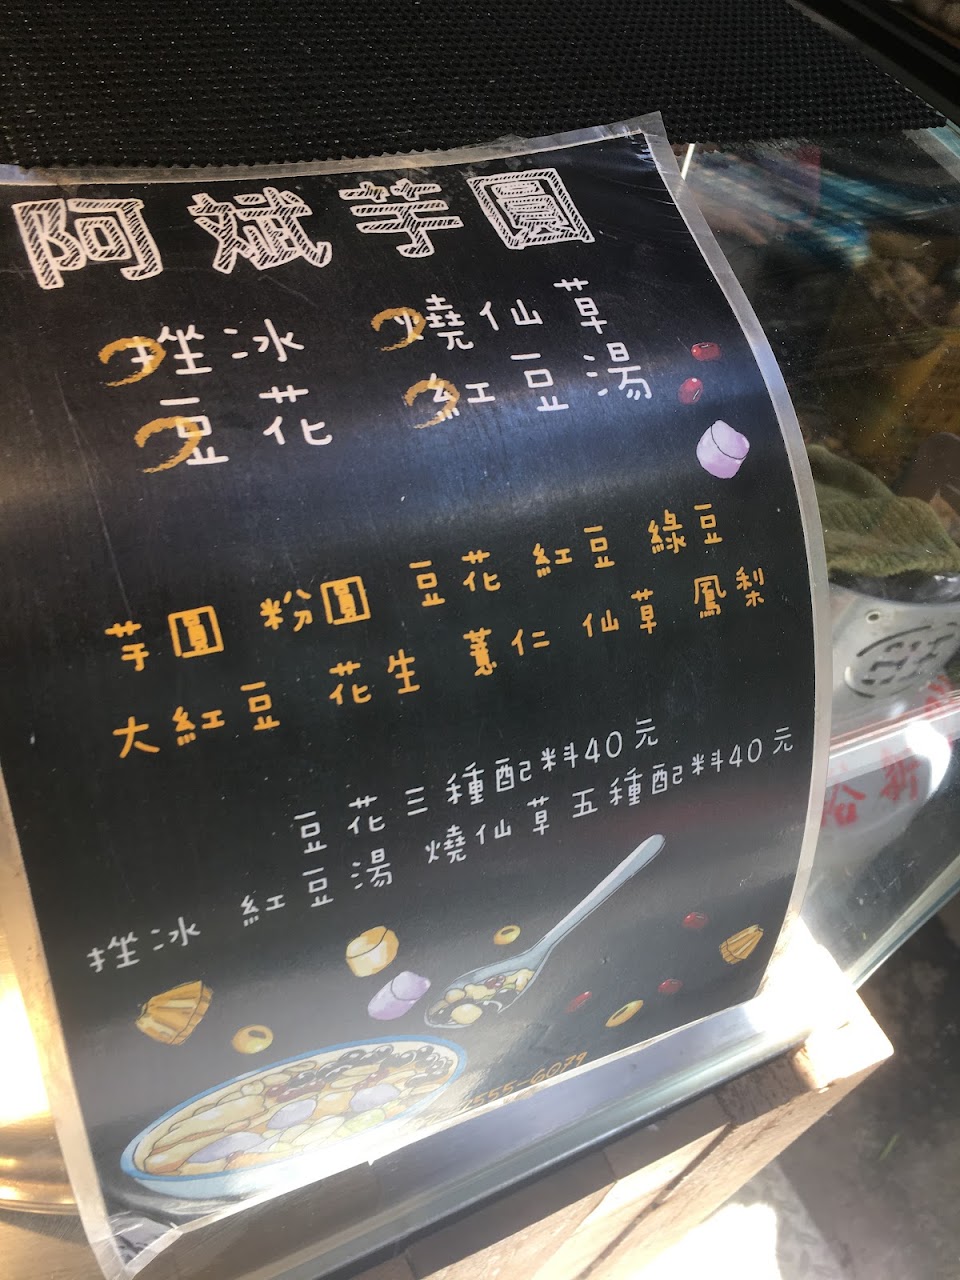 阿斌芋圓
挫冰 燒仙草
豆花 紅豆湯
芋圓 粉圓 豆花 紅豆 綠豆
大紅豆 花生 薏仁 仙草 鳳梨
豆花三種配料40元
挫冰 紅豆湯 燒仙草五種配料40元
555-6079